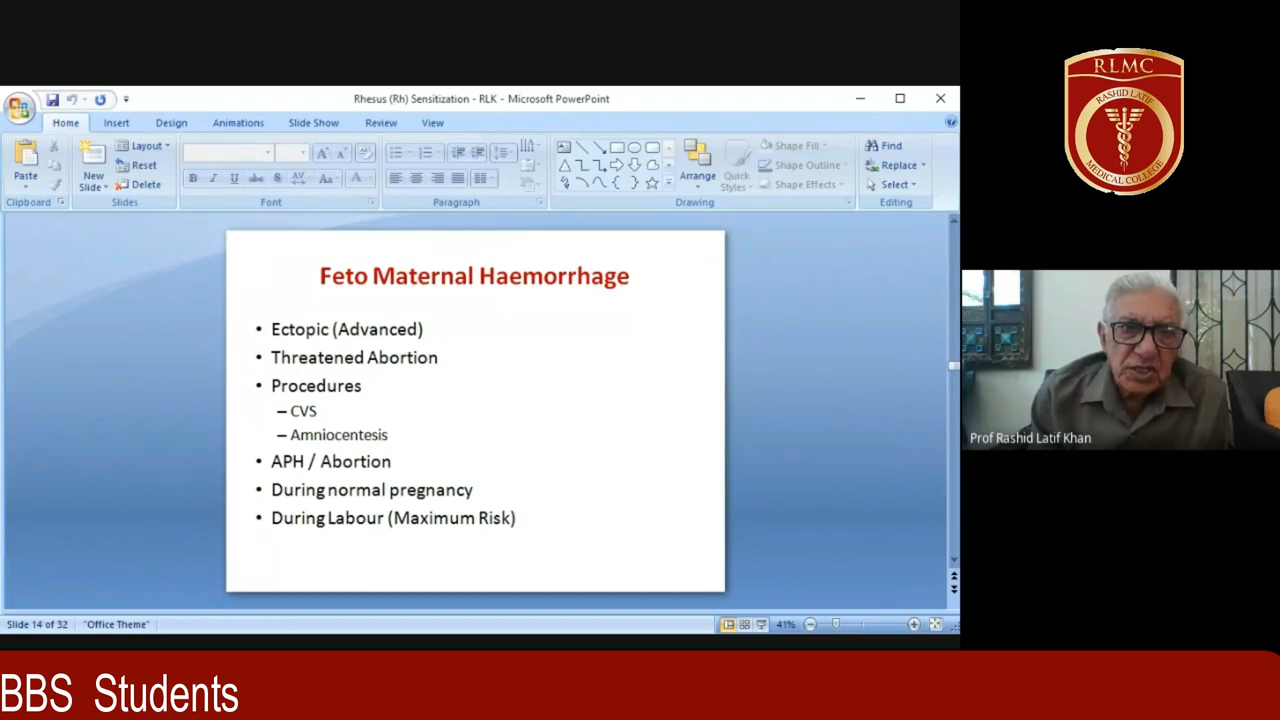 Rhesus (Rh) Sensitization - RLK - Microsoft PowerPoint
Home Insert Design Animations Slide Show Review View
Paste
New Slide
Layout
Reset
Delete
B I U abc S AV Aa A
Shape Fill
Shape Outline
Shape Effects
Arrange
Quick Styles
Find
Replace
Select
Clipboard Slides Font Paragraph Drawing Editing
Feto Maternal Haemorrhage
• Ectopic (Advanced)
• Threatened Abortion
• Procedures
– CVS
– Amniocentesis
• APH / Abortion
• During normal pregnancy
• During Labour (Maximum Risk)
Slide 14 of 32 "Office Theme" 41%
RLMC
RASHID LATIF
MEDICAL COLLEGE
Prof Rashid Latif Khan
BBS Students